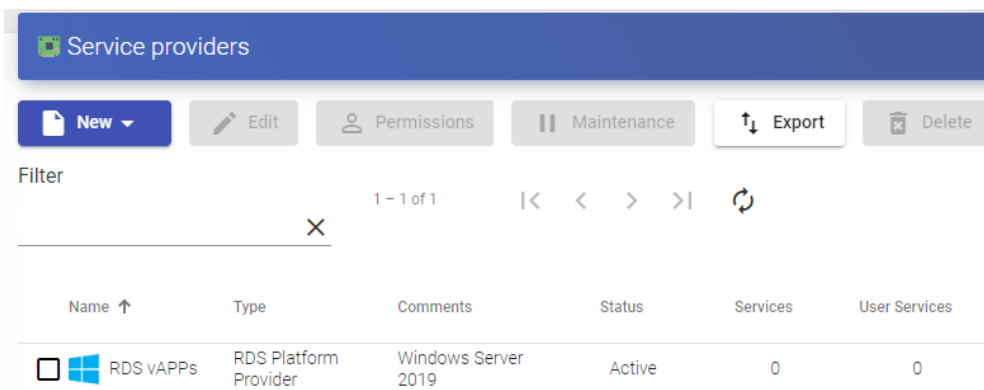 Service providers
New Edit Permissions Maintenance Export Delete
Filter
1 – 1 of 1
Name Type Comments Status Services User Services
RDS vAPPs RDS Platform Provider Windows Server 2019 Active 0 0